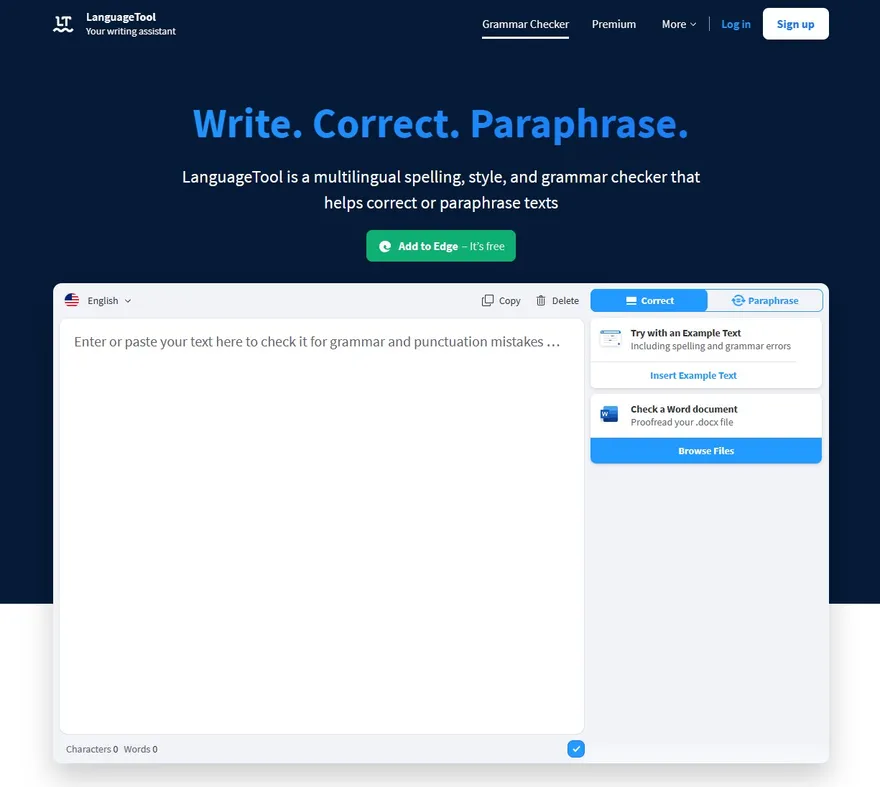 LanguageTool
Your writing assistant
Grammar Checker
Premium
More
Log in
Sign up
Write. Correct. Paraphrase.
LanguageTool is a multilingual spelling, style, and grammar checker that
helps correct or paraphrase texts
Add to Edge – It's free
English
Copy
Delete
Correct
Paraphrase
Enter or paste your text here to check it for grammar and punctuation mistakes …
Try with an Example Text
Including spelling and grammar errors
Insert Example Text
Check a Word document
Proofread your .docx file
Browse Files
Characters 0 Words 0